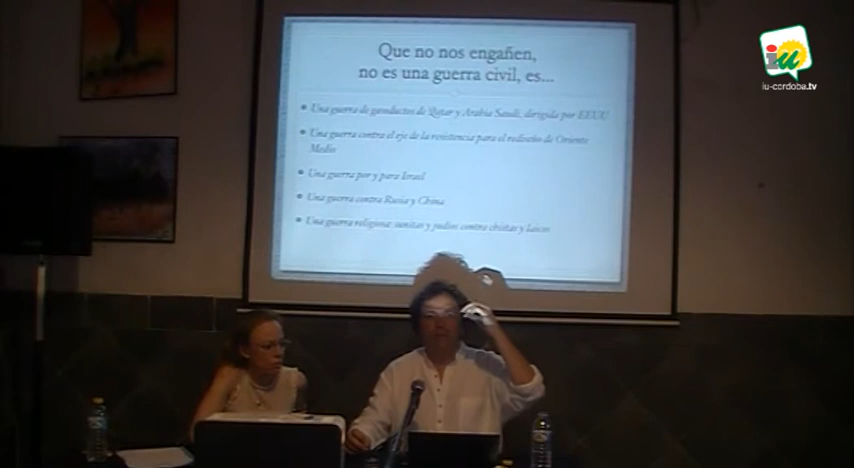 Que no nos engañen,
no es una guerra civil, es...
Una guerra de gaseoductos de Qatar y Arabia Saudi, dirigida por EEUU
Una guerra contra el eje de la resistencia para el rediseño de Oriente
Medio
Una guerra por y para Israel
Una guerra contra Rusia y China
Una guerra religiosa: sunitas y judios contra chiitas y laicos
iu
iu-cordoba.tv